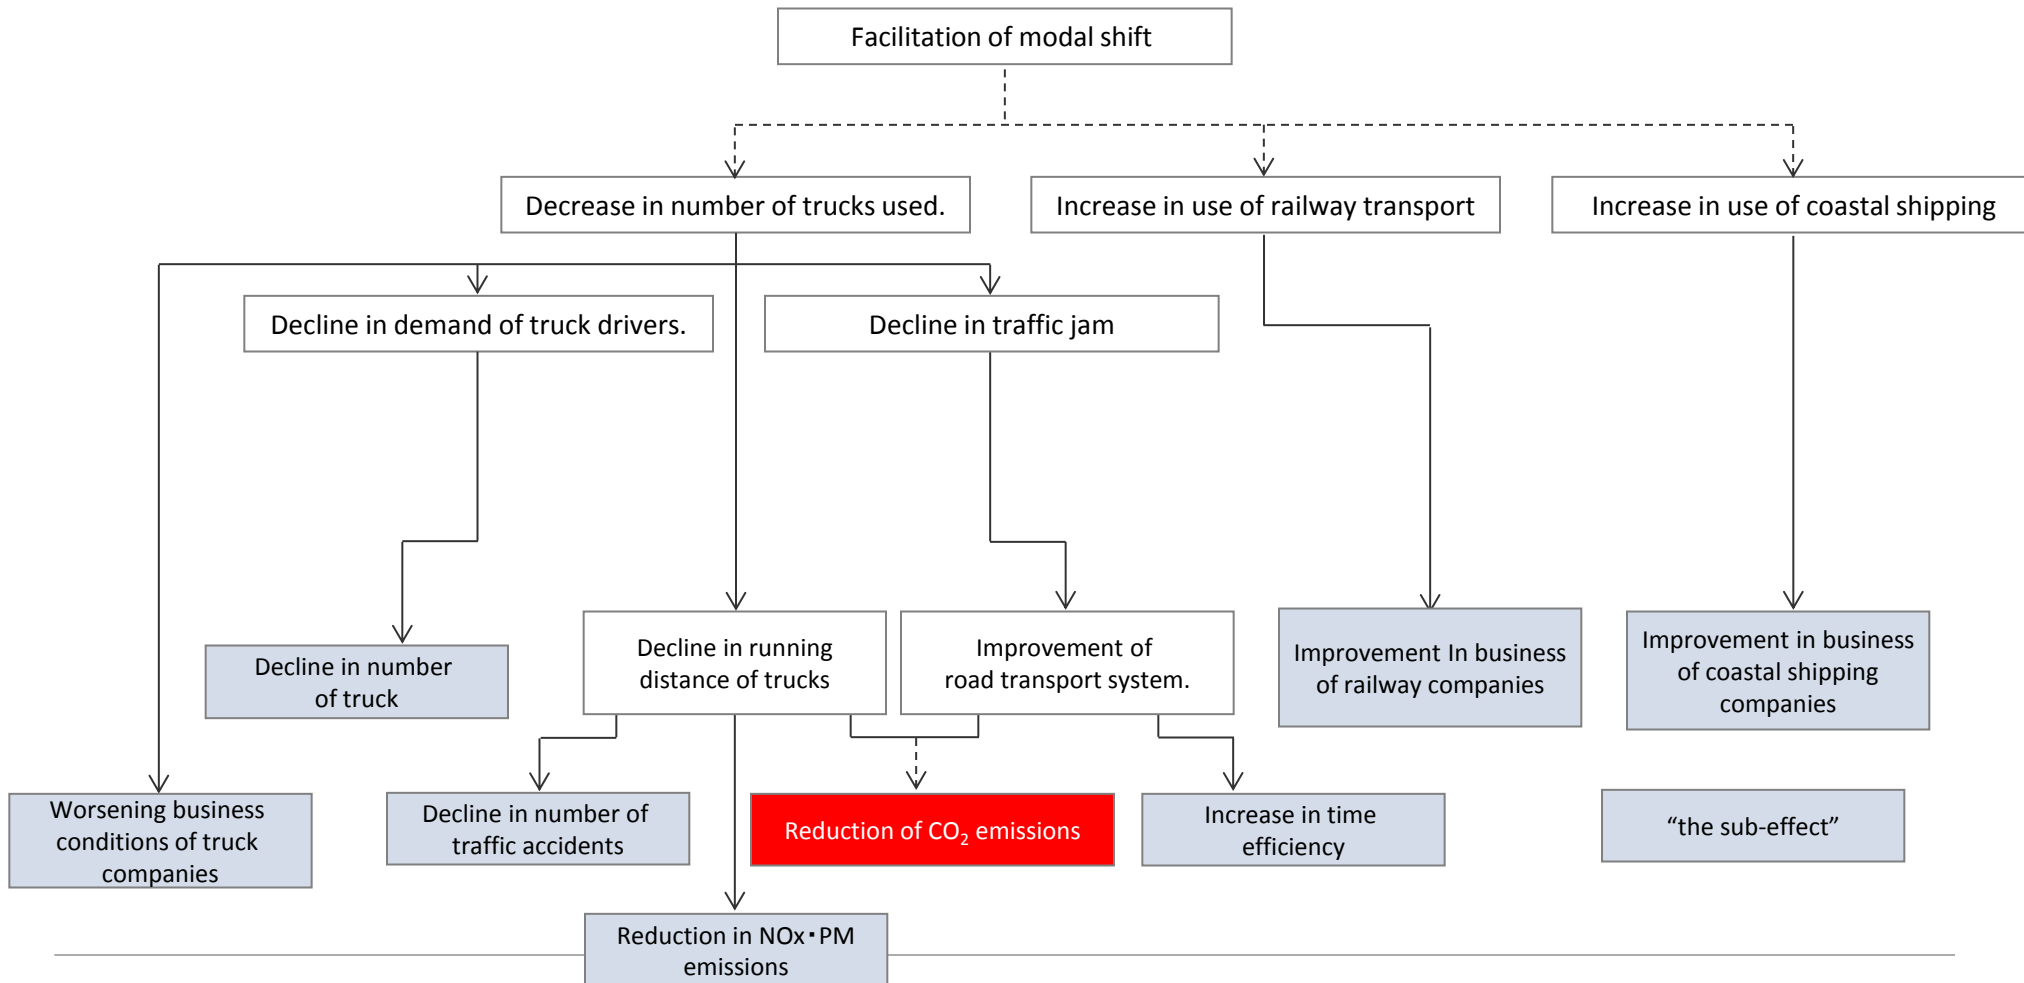 Facilitation of modal shift
Decrease in number of trucks used.
Increase in use of railway transport
Increase in use of coastal shipping
Decline in demand of truck drivers.
Decline in traffic jam
Decline in number
of truck
Decline in running
distance of trucks
Improvement of
road transport system.
Improvement In business
of railway companies
Improvement in business
of coastal shipping
companies
Worsening business
conditions of truck
companies
Decline in number of
traffic accidents
Reduction of CO₂ emissions
Increase in time
efficiency
“the sub-effect”
Reduction in NOx・PM
emissions